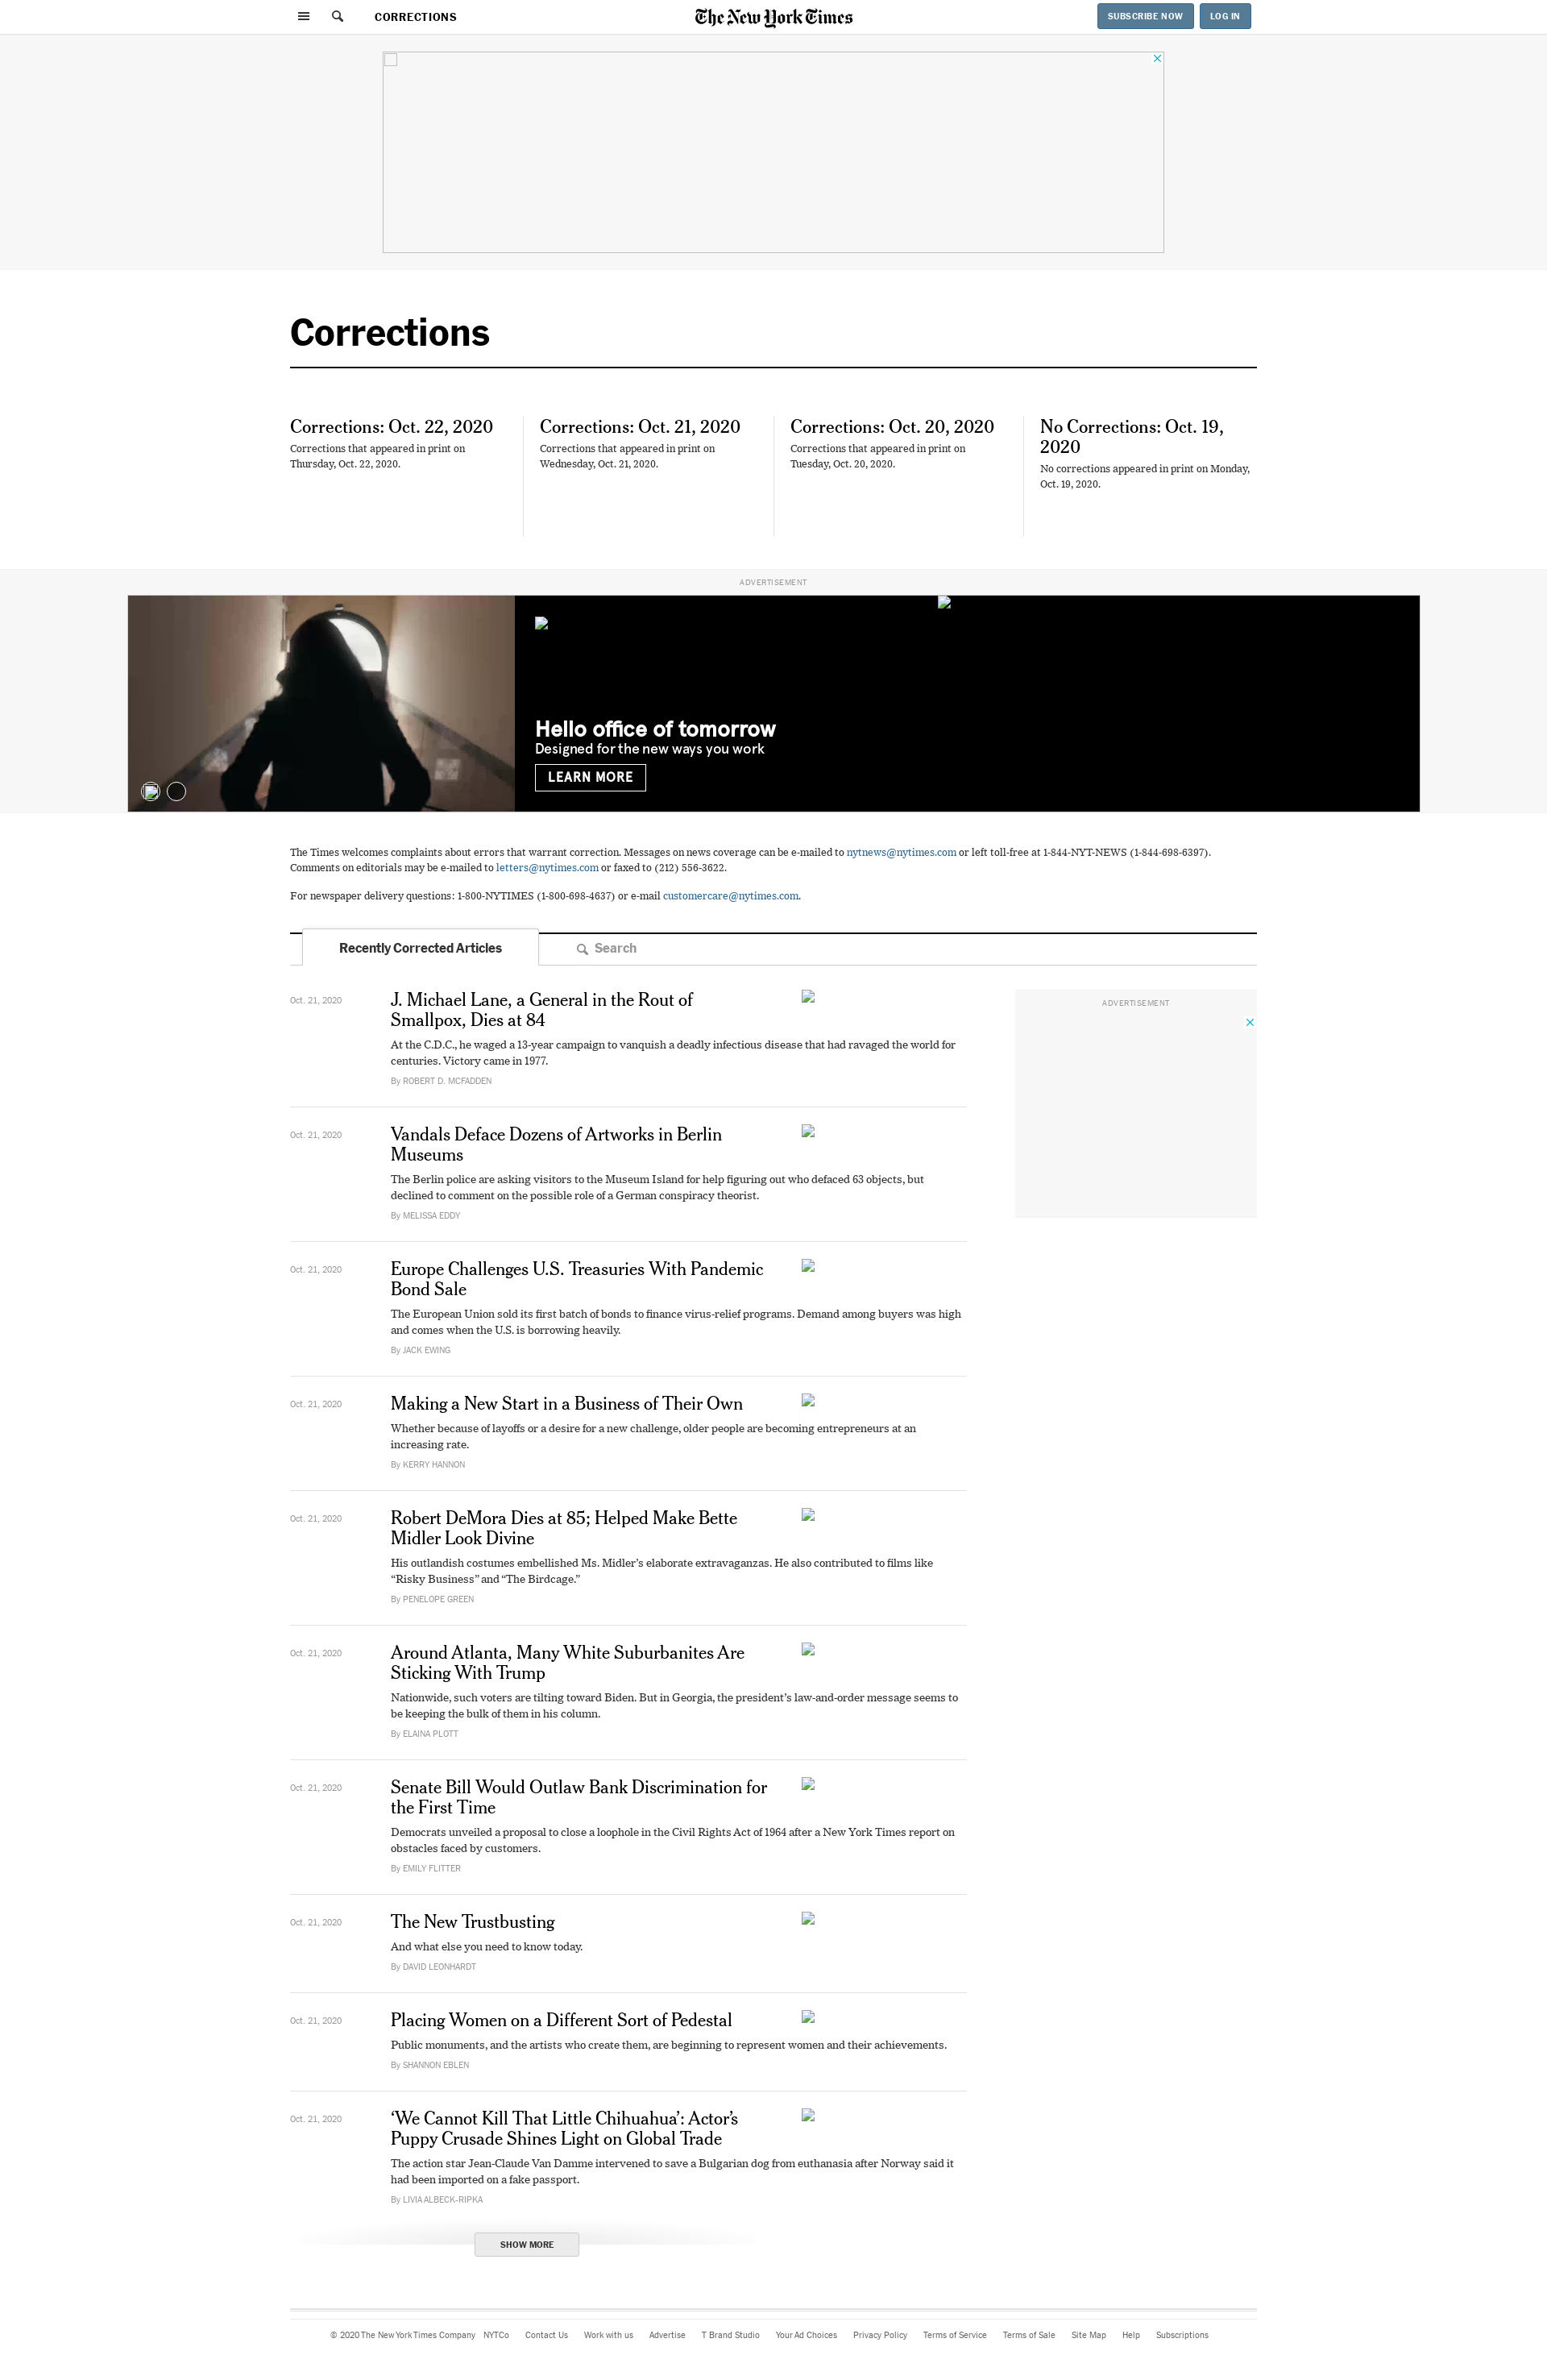 CORRECTIONS
The New York Times
SUBSCRIBE NOW
LOG IN
Corrections
Corrections: Oct. 22, 2020
Corrections that appeared in print on
Thursday, Oct. 22, 2020.
Corrections: Oct. 21, 2020
Corrections that appeared in print on
Wednesday, Oct. 21, 2020.
Corrections: Oct. 20, 2020
Corrections that appeared in print on
Tuesday, Oct. 20, 2020.
No Corrections: Oct. 19,
2020
No corrections appeared in print on Monday,
Oct. 19, 2020.
ADVERTISEMENT
Hello office of tomorrow
Designed for the new ways you work
LEARN MORE
The Times welcomes complaints about errors that warrant correction. Messages on news coverage can be e-mailed to nytnews@nytimes.com or left toll-free at 1-844-NYT-NEWS (1-844-698-6397).
Comments on editorials may be e-mailed to letters@nytimes.com or faxed to (212) 556-3622.
For newspaper delivery questions: 1-800-NYTIMES (1-800-698-4637) or e-mail customercare@nytimes.com.
Recently Corrected Articles
Search
ADVERTISEMENT
Oct. 21, 2020
J. Michael Lane, a General in the Rout of
Smallpox, Dies at 84
At the C.D.C., he waged a 13-year campaign to vanquish a deadly infectious disease that had ravaged the world for
centuries. Victory came in 1977.
By ROBERT D. MCFADDEN
Oct. 21, 2020
Vandals Deface Dozens of Artworks in Berlin
Museums
The Berlin police are asking visitors to the Museum Island for help figuring out who defaced 63 objects, but
declined to comment on the possible role of a German conspiracy theorist.
By MELISSA EDDY
Oct. 21, 2020
Europe Challenges U.S. Treasuries With Pandemic
Bond Sale
The European Union sold its first batch of bonds to finance virus-relief programs. Demand among buyers was high
and comes when the U.S. is borrowing heavily.
By JACK EWING
Oct. 21, 2020
Making a New Start in a Business of Their Own
Whether because of layoffs or a desire for a new challenge, older people are becoming entrepreneurs at an
increasing rate.
By KERRY HANNON
Oct. 21, 2020
Robert DeMora Dies at 85; Helped Make Bette
Midler Look Divine
His outlandish costumes embellished Ms. Midler’s elaborate extravaganzas. He also contributed to films like
“Risky Business” and “The Birdcage.”
By PENELOPE GREEN
Oct. 21, 2020
Around Atlanta, Many White Suburbanites Are
Sticking With Trump
Nationwide, such voters are tilting toward Biden. But in Georgia, the president’s law-and-order message seems to
be keeping the bulk of them in his column.
By ELAINA PLOTT
Oct. 21, 2020
Senate Bill Would Outlaw Bank Discrimination for
the First Time
Democrats unveiled a proposal to close a loophole in the Civil Rights Act of 1964 after a New York Times report on
obstacles faced by customers.
By EMILY FLITTER
Oct. 21, 2020
The New Trustbusting
And what else you need to know today.
By DAVID LEONHARDT
Oct. 21, 2020
Placing Women on a Different Sort of Pedestal
Public monuments, and the artists who create them, are beginning to represent women and their achievements.
By SHANNON EBLEN
Oct. 21, 2020
‘We Cannot Kill That Little Chihuahua’: Actor’s
Puppy Crusade Shines Light on Global Trade
The action star Jean-Claude Van Damme intervened to save a Bulgarian dog from euthanasia after Norway said it
had been imported on a fake passport.
By LIVIA ALBECK-RIPKA
SHOW MORE
© 2020 The New York Times Company NYTCo Contact Us Work with us Advertise T Brand Studio Your Ad Choices Privacy Policy Terms of Service Terms of Sale Site Map Help Subscriptions